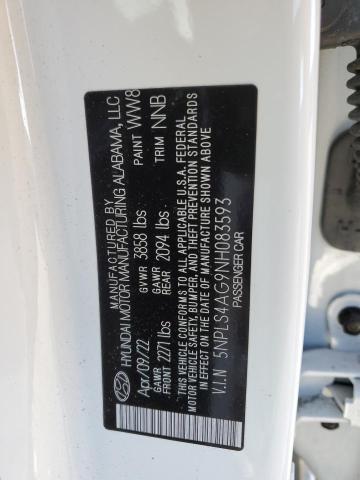 MANUFACTURED BY
HYUNDAI MOTOR MANUFACTURING ALABAMA, LLC
Apr/09/22 GVWR 3858 lbs PAINT WW8
GAWR FRONT 2271 lbs GAWR REAR 2094 lbs TRIM NNB
THIS VEHICLE CONFORMS TO ALL APPLICABLE U.S.A. FEDERAL
MOTOR VEHICLE SAFETY, BUMPER, AND THEFT PREVENTION STANDARDS
IN EFFECT ON THE DATE OF MANUFACTURE SHOWN ABOVE.
V.I.N 5NPLS4AG9NH083593
PASSENGER CAR